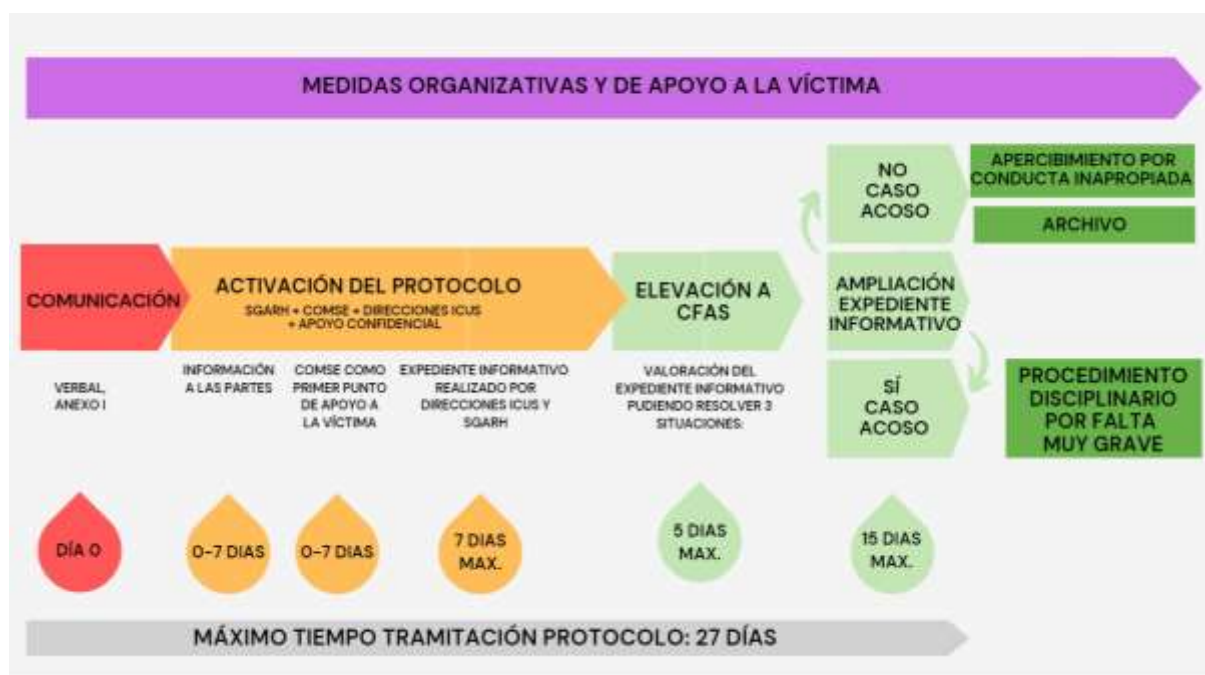 MEDIDAS ORGANIZATIVAS Y DE APOYO A LA VÍCTIMA
COMUNICACIÓN
VERBAL,
ANEXO I
ACTIVACIÓN DEL PROTOCOLO
SGARH + COMSE + DIRECCIONES ICUS
+ APOYO CONFIDENCIAL
INFORMACIÓN
A LAS PARTES
COMSE COMO
PRIMER PUNTO
DE APOYO A
LA VÍCTIMA
EXPEDIENTE INFORMATIVO
REALIZADO POR
DIRECCIONES ICUS Y
SGARH
ELEVACIÓN A
CFAS
VALORACIÓN DEL
EXPEDIENTE INFORMATIVO
PUDIENDO RESOLVER 3
SITUACIONES:
NO
CASO
ACOSO
APERCIBIMIENTO POR
CONDUCTA INAPROPIADA
ARCHIVO
AMPLIACIÓN
EXPEDIENTE
INFORMATIVO
SÍ
CASO
ACOSO
PROCEDIMIENTO
DISCIPLINARIO
POR FALTA
MUY GRAVE
DÍA 0
0-7 DIAS
0-7 DIAS
7 DIAS
MAX.
5 DIAS
MAX.
15 DIAS
MAX.
MÁXIMO TIEMPO TRAMITACIÓN PROTOCOLO: 27 DÍAS